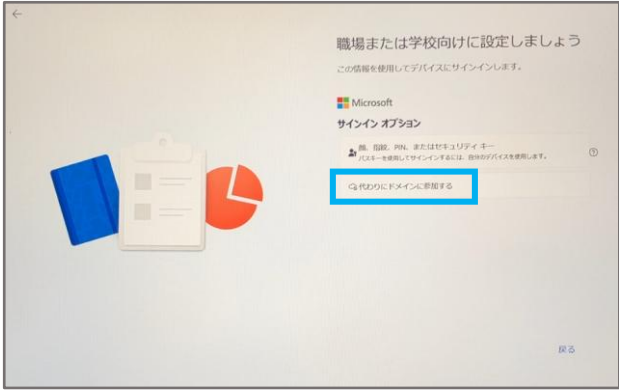 職場または学校向けに設定しましょう
この情報を使用してデバイスにサインインします。
Microsoft
サインイン オプション
顔、指紋、PIN、またはセキュリティ キー
パスキーを使用してサインインするには、自分のデバイスを使用します。
代わりにドメインに参加する
戻る